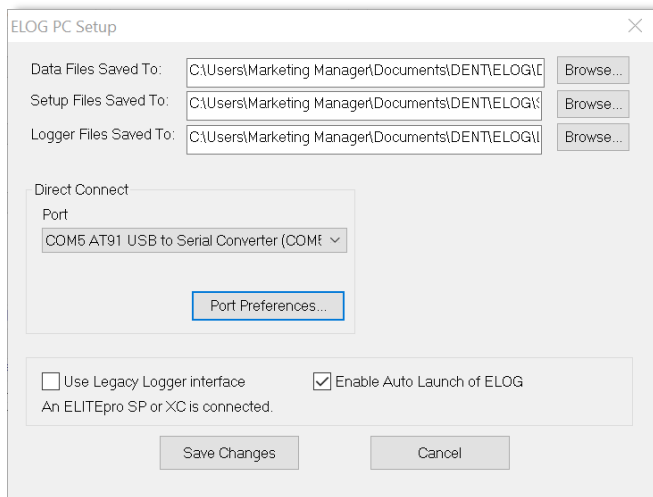 ELOG PC Setup
Data Files Saved To: C:\Users\Marketing Manager\Documents\DENT\ELOG\D Browse...
Setup Files Saved To: C:\Users\Marketing Manager\Documents\DENT\ELOG\S Browse...
Logger Files Saved To: C:\Users\Marketing Manager\Documents\DENT\ELOG\L Browse...
Direct Connect
Port
COM5 AT91 USB to Serial Converter (COM5
Port Preferences...
Use Legacy Logger interface Enable Auto Launch of ELOG
An ELITEpro SP or XC is connected.
Save Changes Cancel